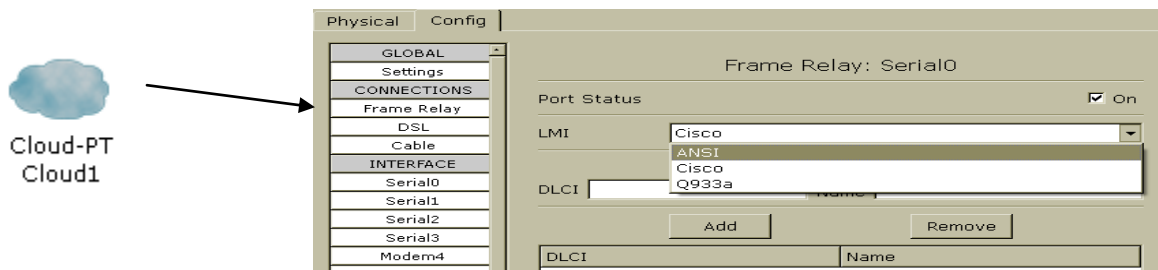 Physical Config
GLOBAL
Settings
CONNECTIONS
Frame Relay
DSL
Cable
INTERFACE
Serial0
Serial1
Serial2
Serial3
Modem4
Cloud-PT
Cloud1
Frame Relay: Serial0
Port Status On
LMI Cisco
ANSI
Cisco
Q933a
DLCI Name
Add Remove
DLCI Name